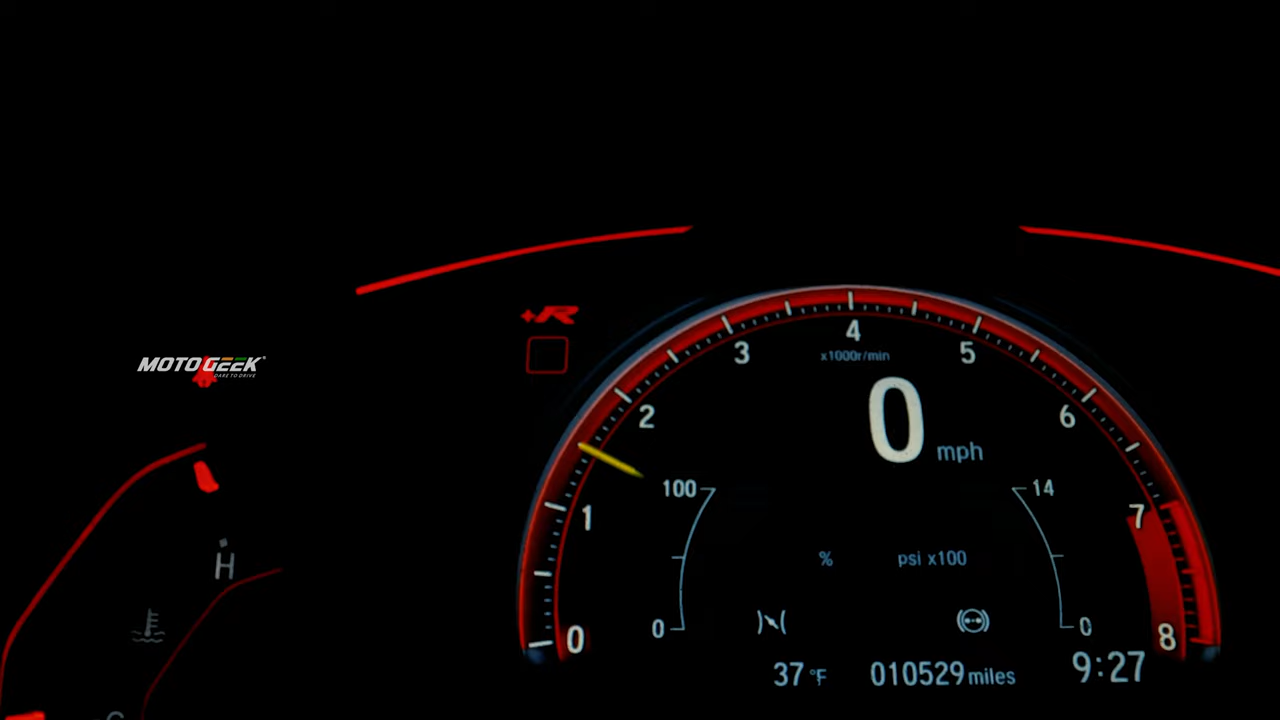 +R
MOTOGEEK
DARE TO DRIVE
4
3
5
x1000r/min
2
6
0 mph
100
14
1
7
H
% psi x100
0
0
0
8
37 °F 010529 miles 9:27